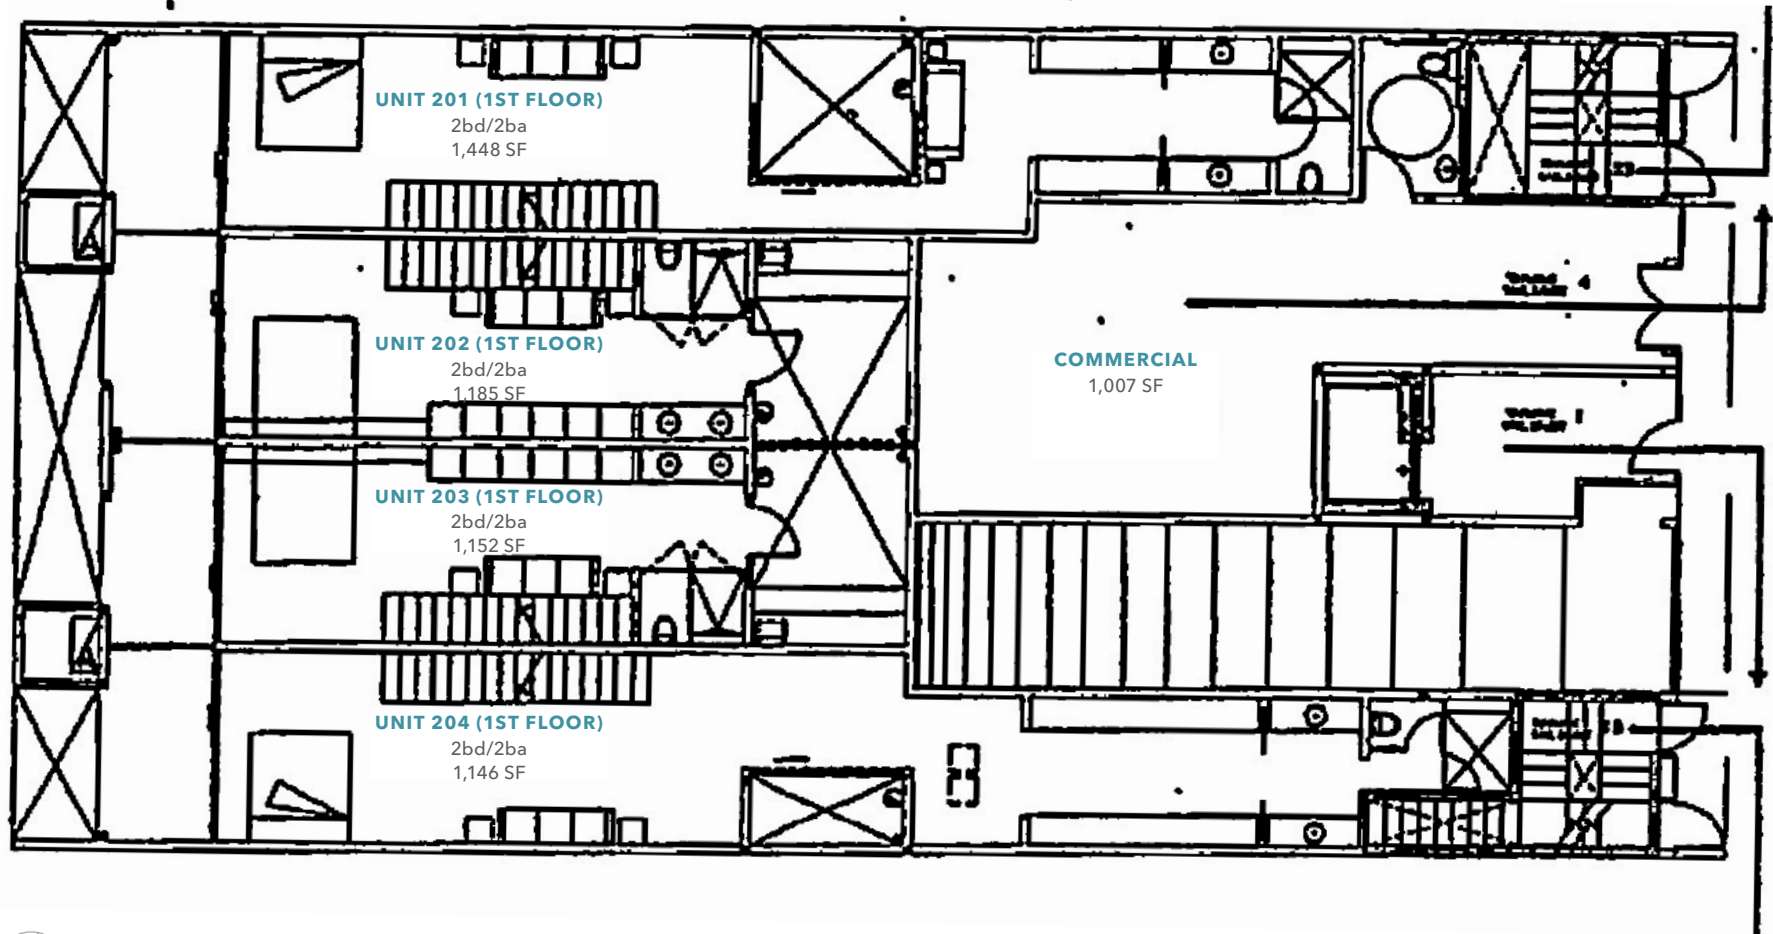 UNIT 201 (1ST FLOOR)
2bd/2ba
1,448 SF
UNIT 202 (1ST FLOOR)
2bd/2ba
1,185 SF
COMMERCIAL
1,007 SF
4
1
UNIT 203 (1ST FLOOR)
2bd/2ba
1,152 SF
UNIT 204 (1ST FLOOR)
2bd/2ba
1,146 SF